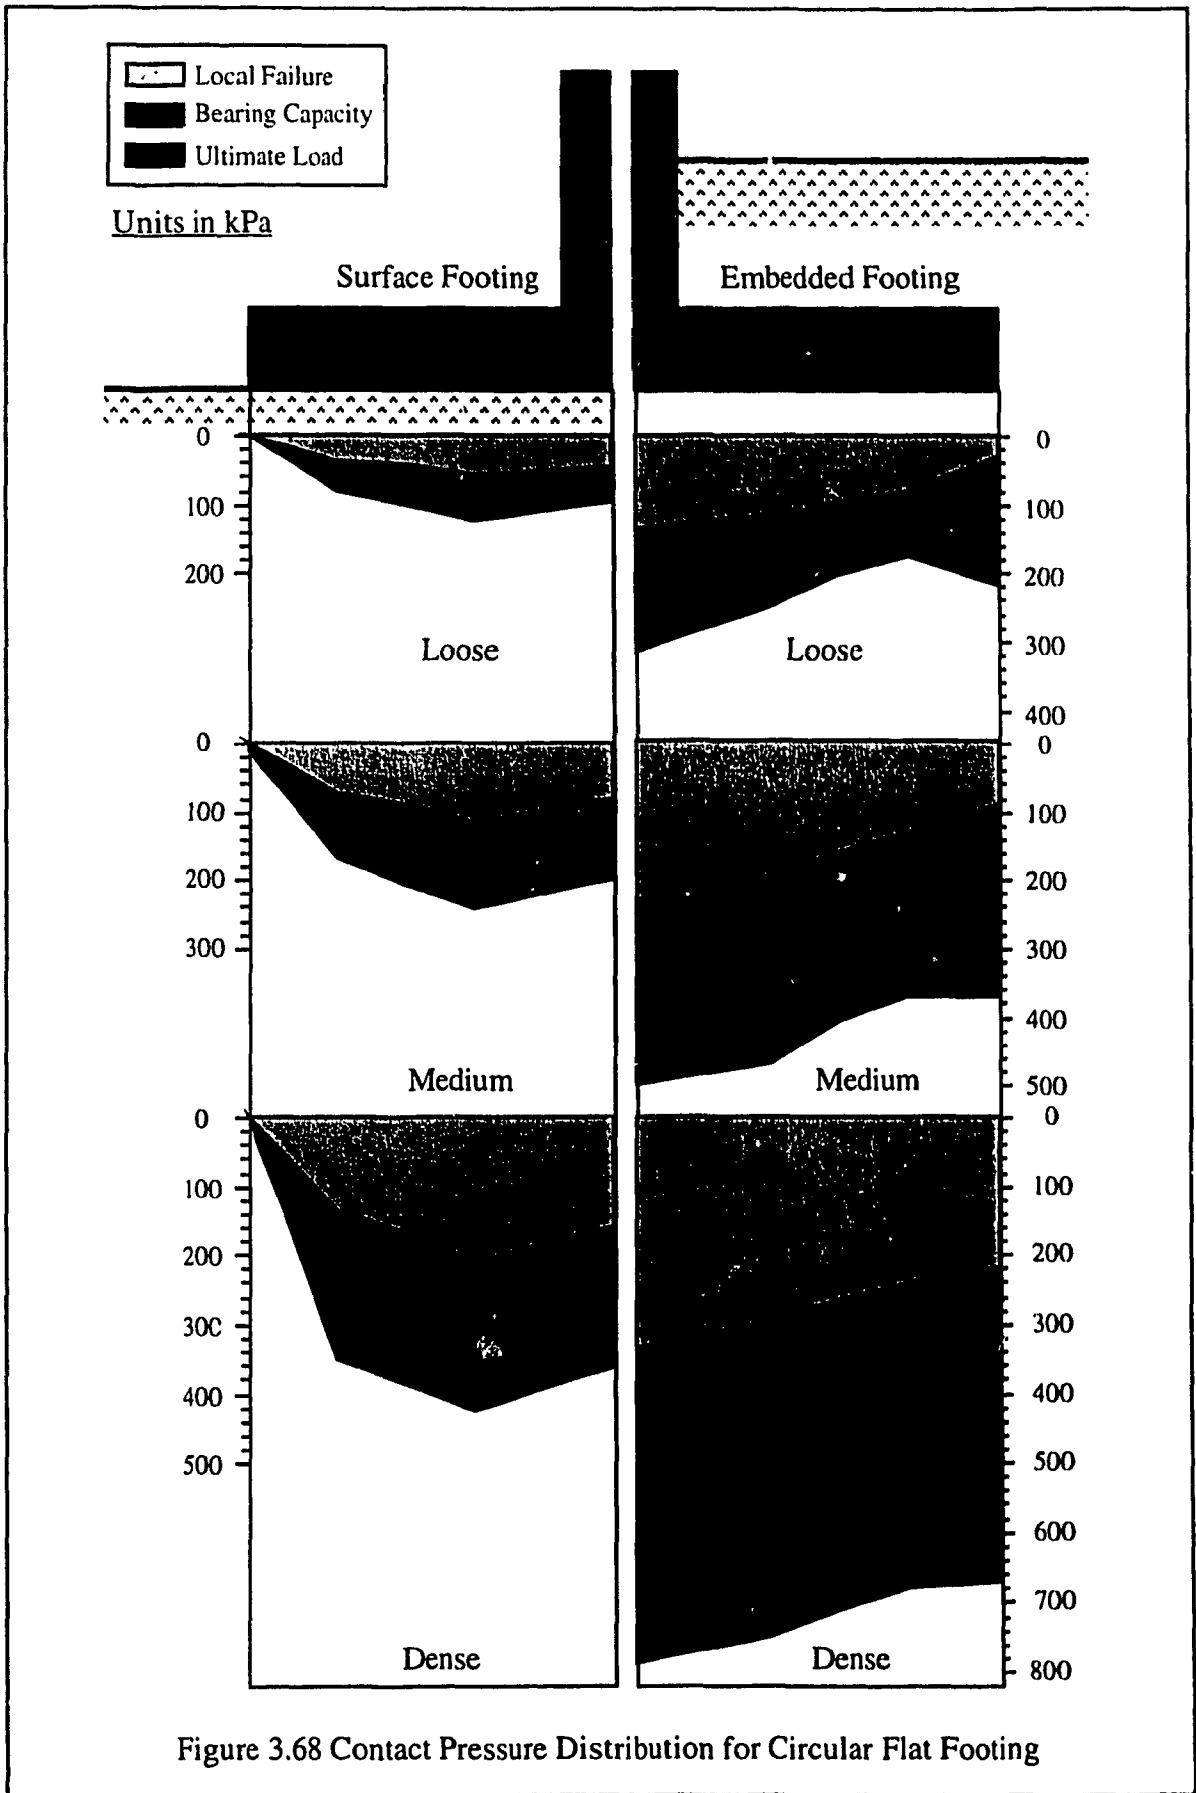 Local Failure
Bearing Capacity
Ultimate Load
Units in kPa
Surface Footing
Embedded Footing
0
100
200
Loose
0
100
200
300
400
Loose
0
100
200
300
Medium
0
100
200
300
400
500
Medium
0
100
200
300
400
500
Dense
0
100
200
300
400
500
600
700
800
Dense
Figure 3.68 Contact Pressure Distribution for Circular Flat Footing